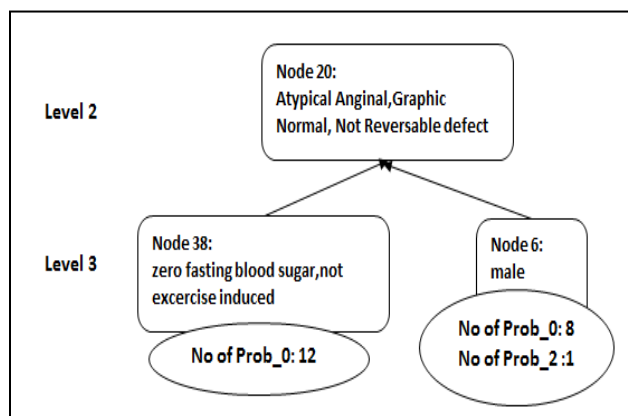 Node 20:
Atypical Anginal,Graphic
Normal, Not Reversable defect
Level 2
Level 3
Node 38:
zero fasting blood sugar,not
excercise induced
No of Prob_0: 12
Node 6:
male
No of Prob_0: 8
No of Prob_2 :1